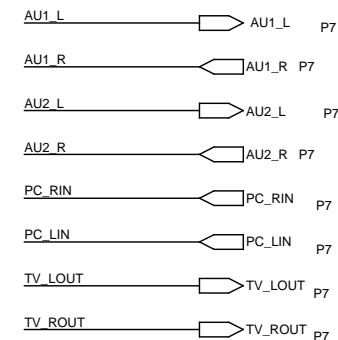 AU1_L AU1_L P7
AU1_R AU1_R P7
AU2_L AU2_L P7
AU2_R AU2_R P7
PC_RIN PC_RIN P7
PC_LIN PC_LIN P7
TV_LOUT TV_LOUT P7
TV_ROUT TV_ROUT P7